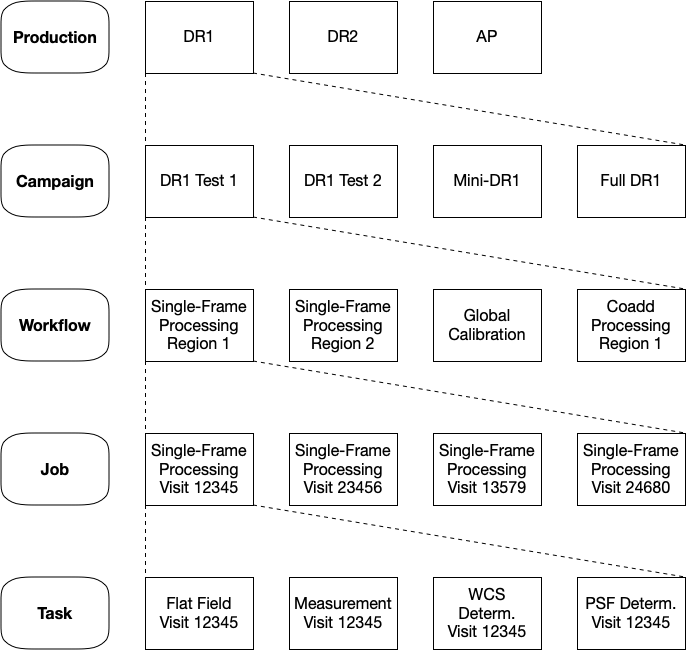 Production
DR1
DR2
AP
Campaign
DR1 Test 1
DR1 Test 2
Mini-DR1
Full DR1
Workflow
Single-Frame
Processing
Region 1
Single-Frame
Processing
Region 2
Global
Calibration
Coadd
Processing
Region 1
Job
Single-Frame
Processing
Visit 12345
Single-Frame
Processing
Visit 23456
Single-Frame
Processing
Visit 13579
Single-Frame
Processing
Visit 24680
Task
Flat Field
Visit 12345
Measurement
Visit 12345
WCS
Determ.
Visit 12345
PSF Determ.
Visit 12345